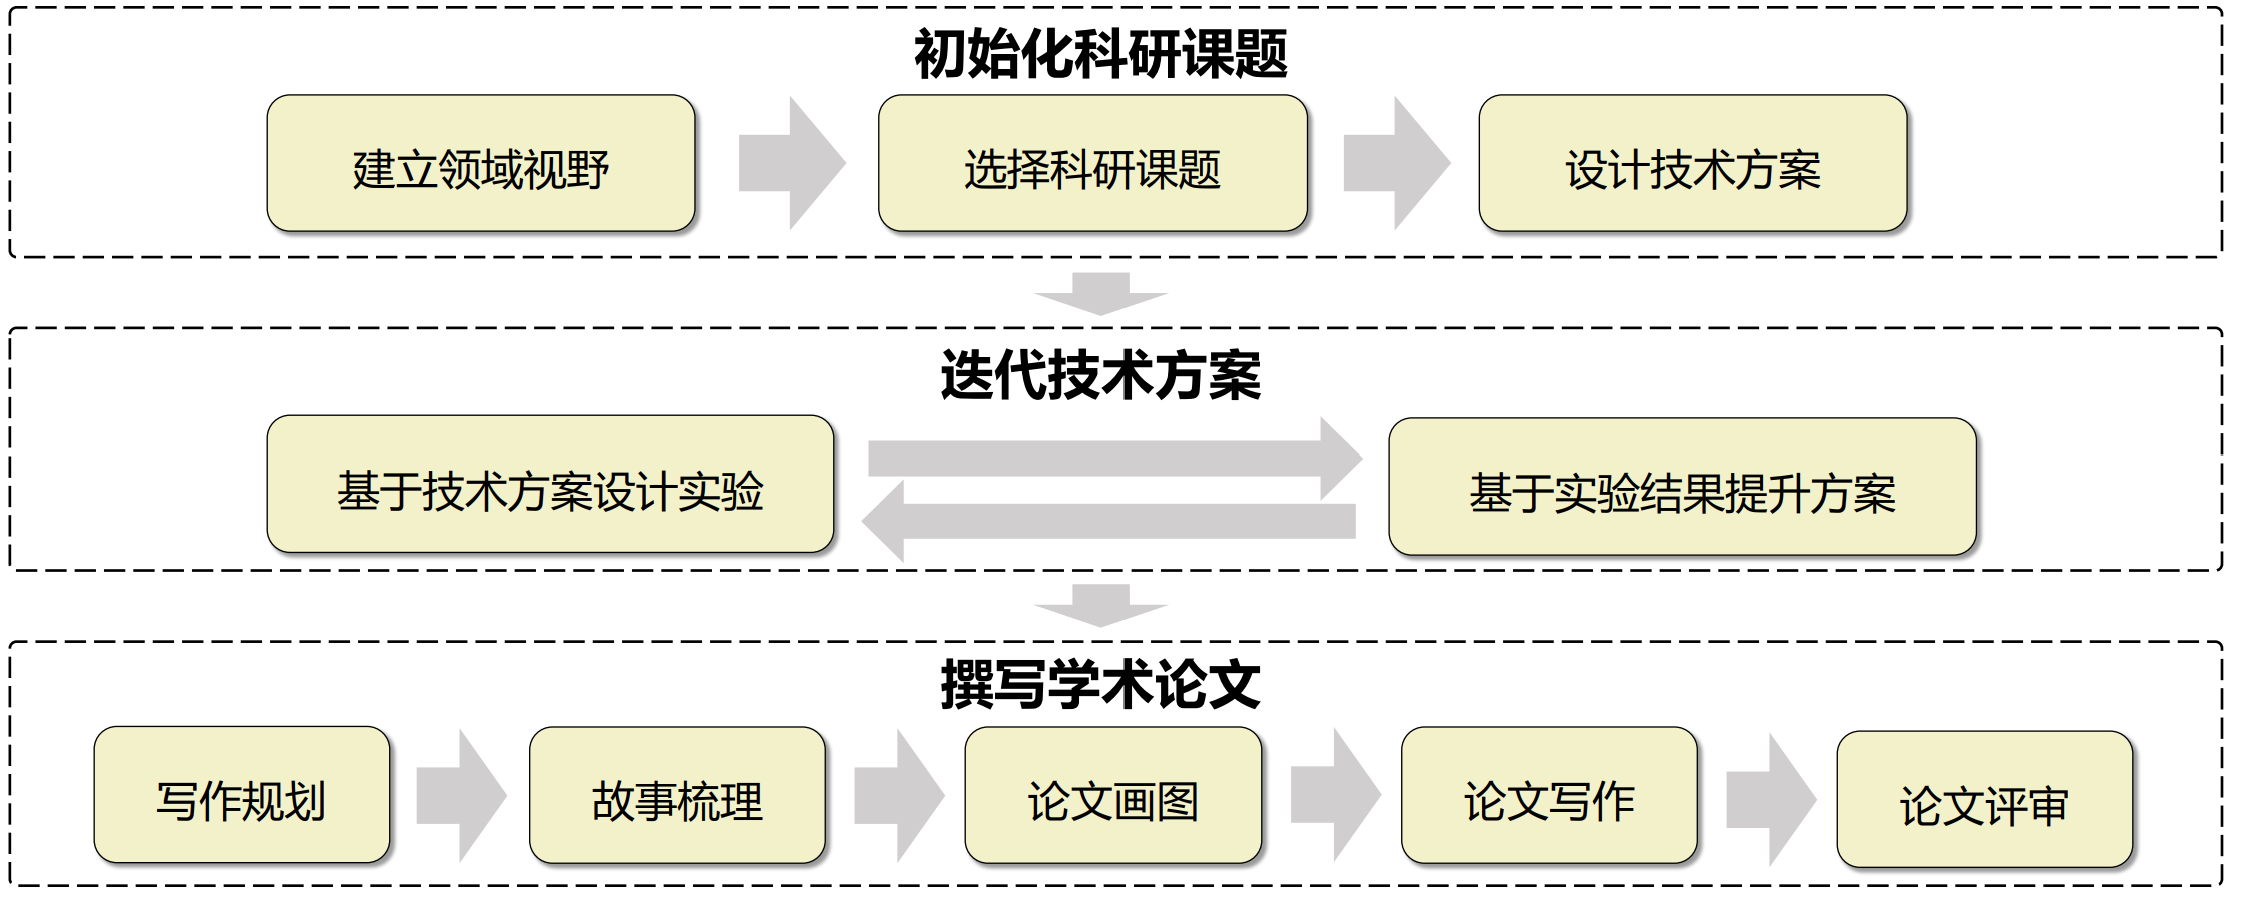 初始化科研课题
建立领域视野
选择科研课题
设计技术方案
迭代技术方案
基于技术方案设计实验
基于实验结果提升方案
撰写学术论文
写作规划
故事梳理
论文画图
论文写作
论文评审